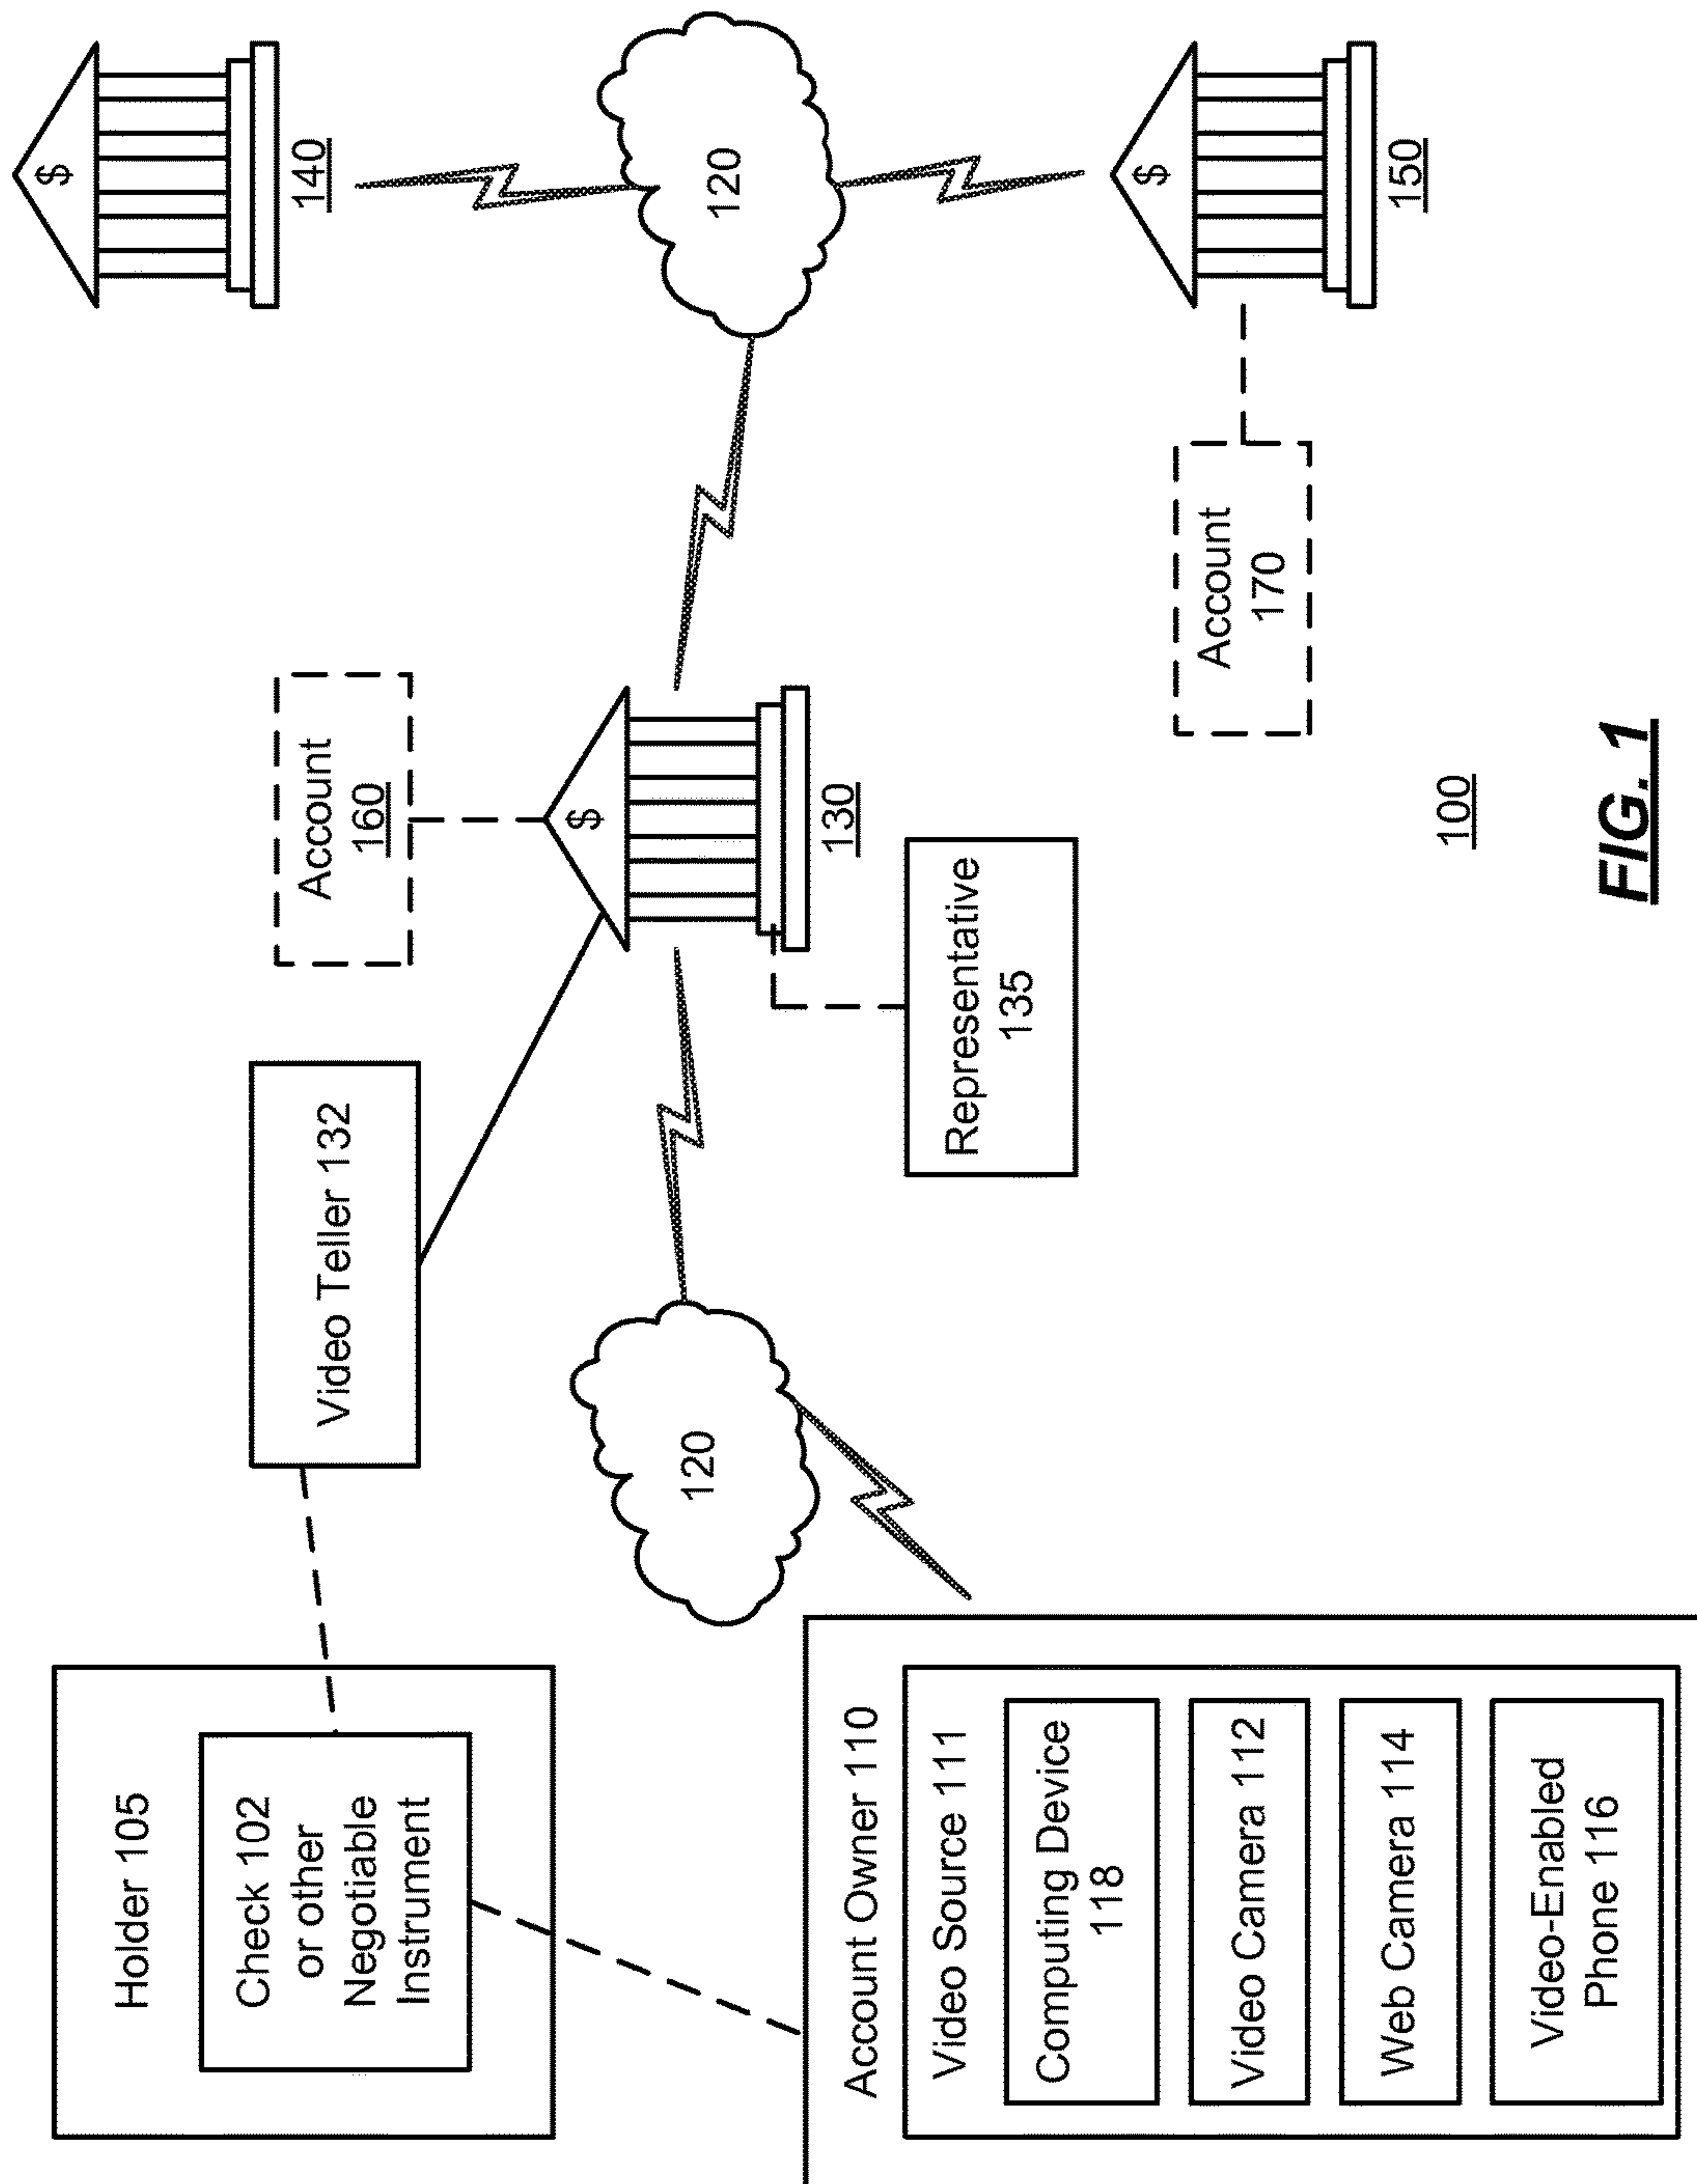 Holder 105
Check 102
or other
Negotiable
Instrument
Video Teller 132
Account
160
$
140
Account Owner 110
Video Source 111
Computing Device
118
Video Camera 112
Web Camera 114
Video-Enabled
Phone 116
120
$
130
Representative
135
120
Account
170
$
150
100
FIG. 1